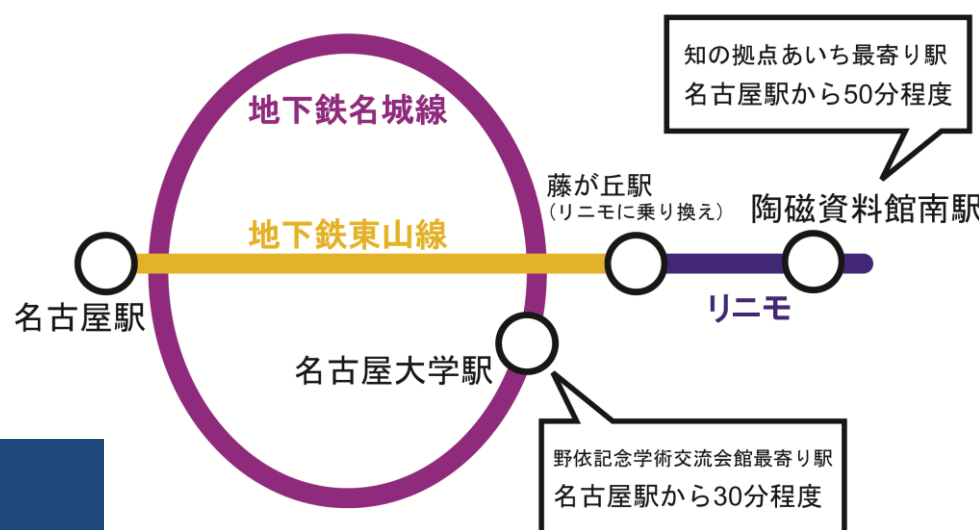 知の拠点あいち最寄り駅
名古屋駅から50分程度
地下鉄名城線
藤が丘駅
(リニモに乗り換え)
陶磁資料館南駅
地下鉄東山線
名古屋駅
リニモ
名古屋大学駅
野依記念学術交流会館最寄り駅
名古屋駅から30分程度